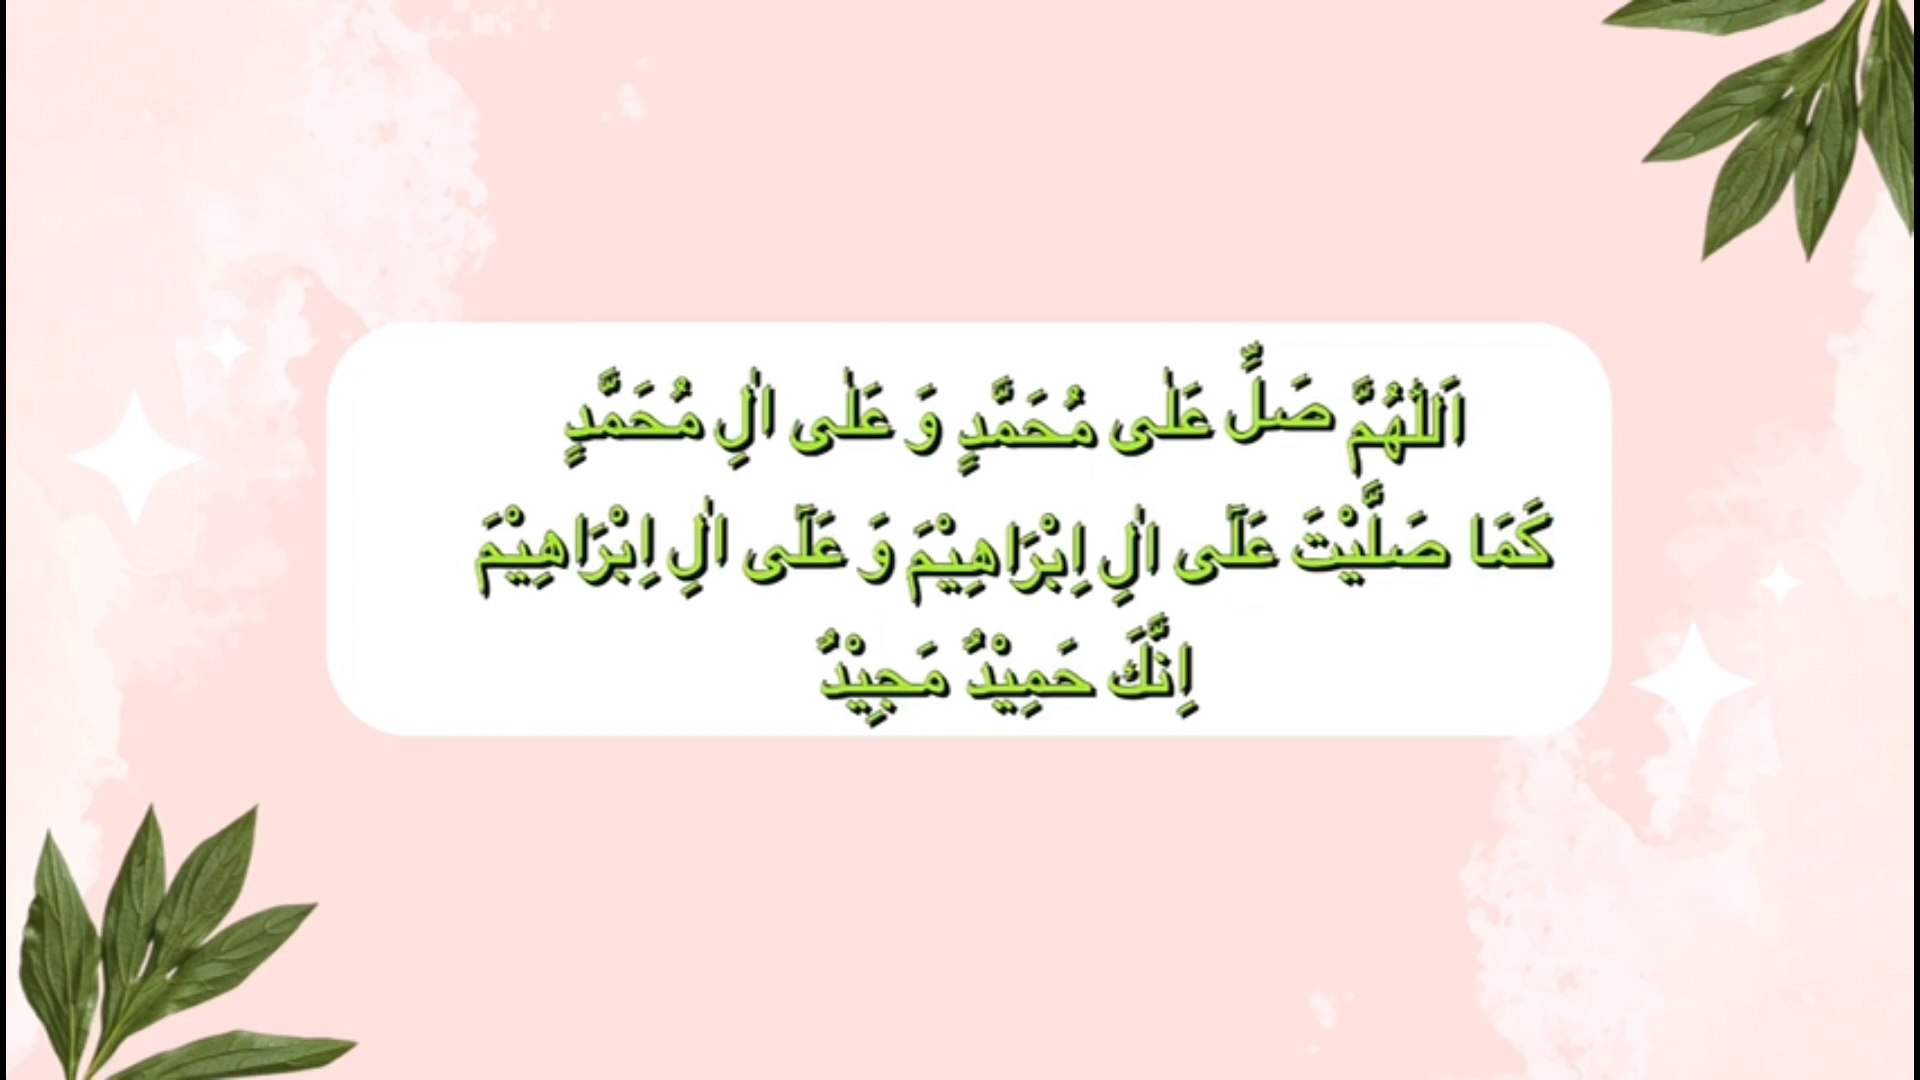 اَللّٰهُمَّ صَلِّ عَلٰى مُحَمَّدٍ وَ عَلٰى اٰلِ مُحَمَّدٍ
كَمَا صَلَّيْتَ عَلٰٓى اٰلِ اِبْرَاهِيْمَ وَ عَلٰٓى اٰلِ اِبْرَاهِيْمَ
اِنَّكَ حَمِيْدٌ مَجِيْدٌ